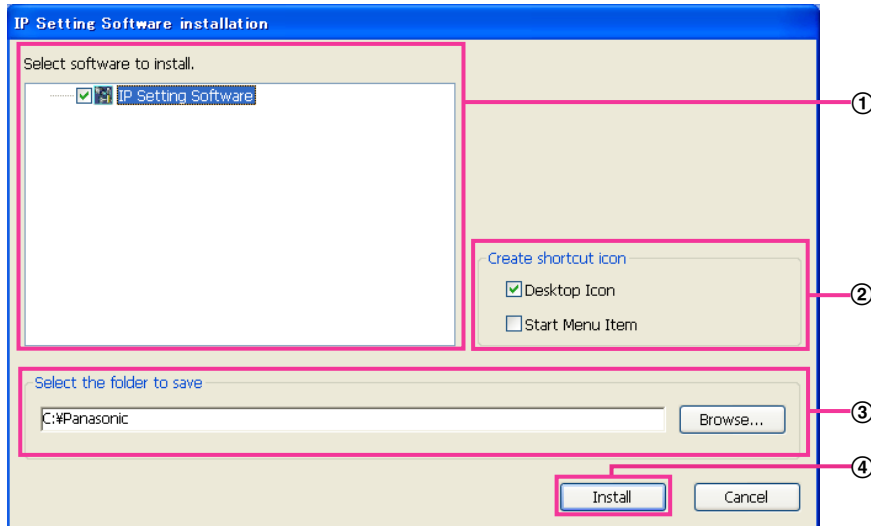 IP Setting Software installation
Select software to install.
IP Setting Software
①
Create shortcut icon
Desktop Icon
②
Start Menu Item
Select the folder to save
C:¥Panasonic
Browse...
③
④
Install
Cancel